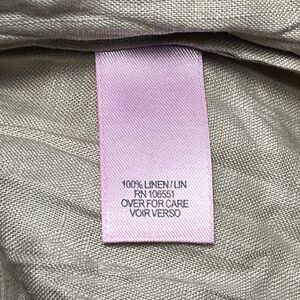 100% LINEN / LIN
RN 106551
OVER FOR CARE
VOIR VERSO